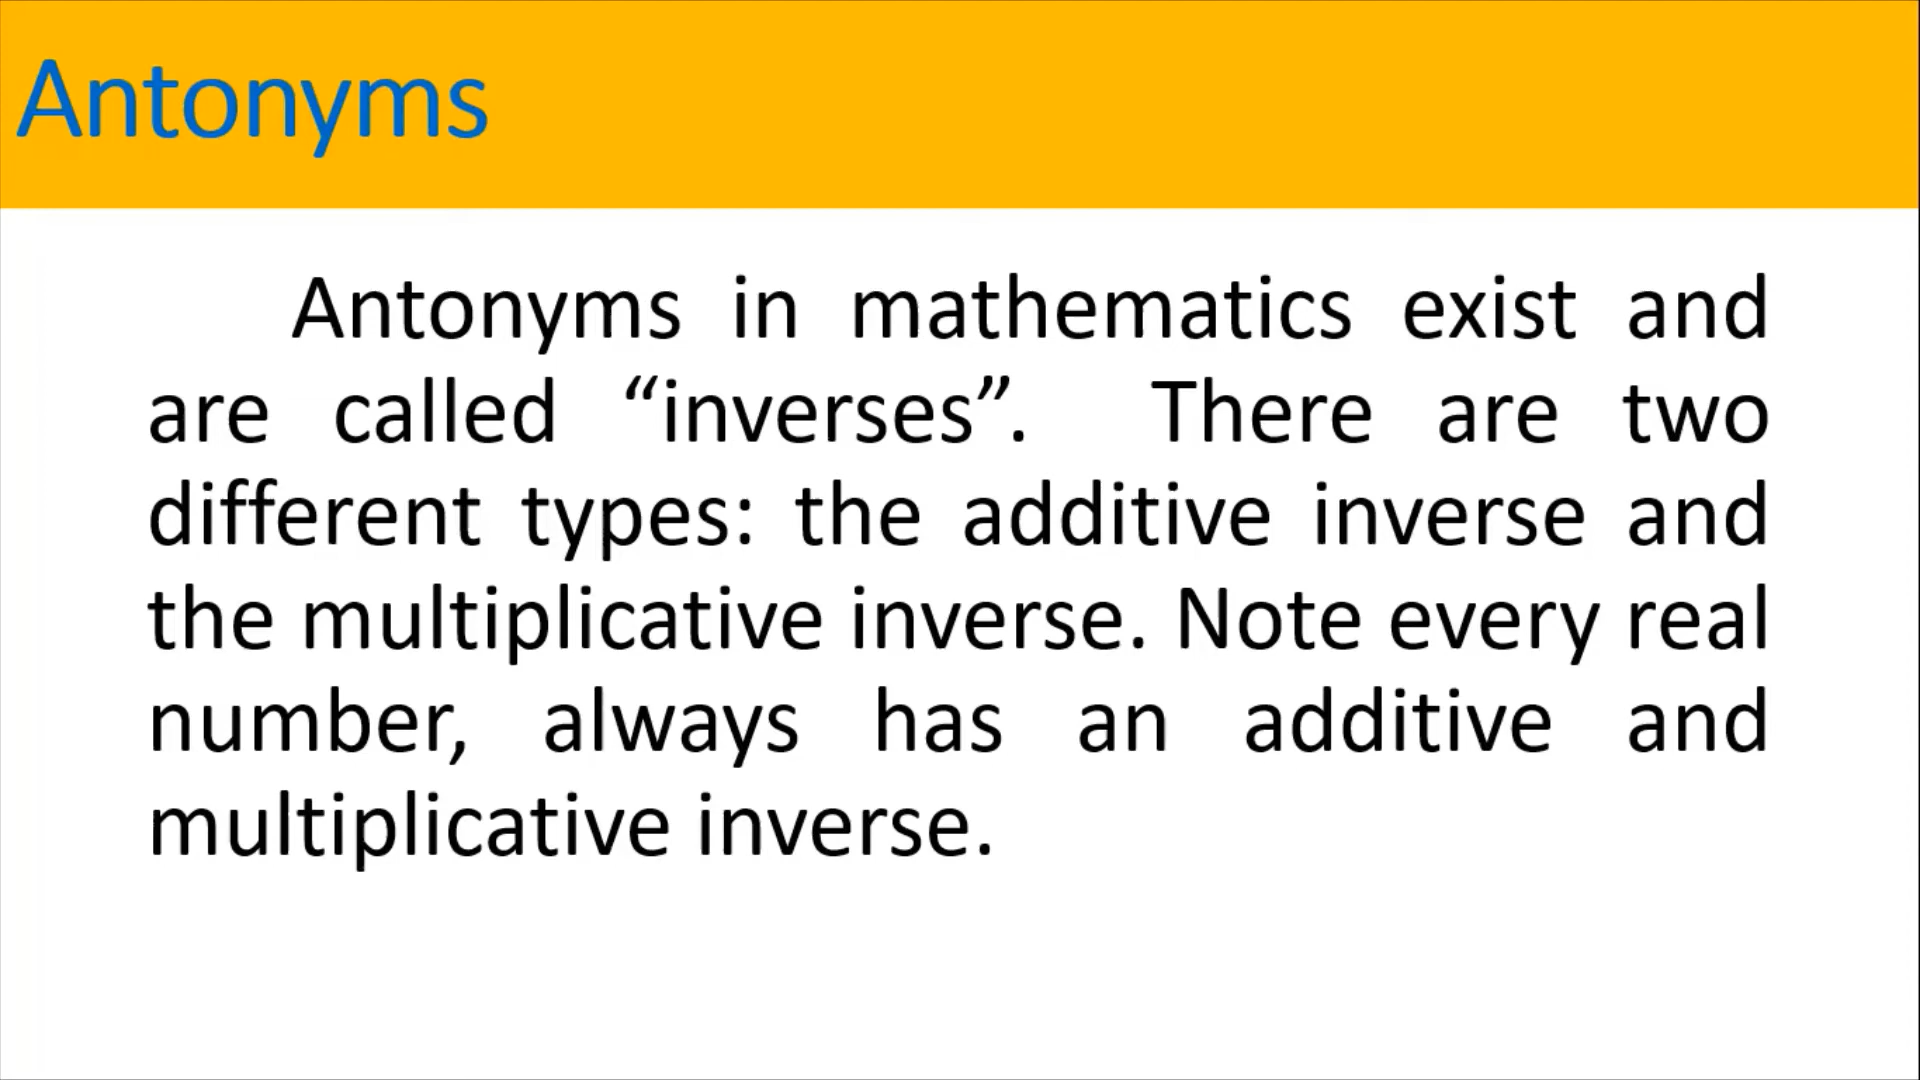 Antonyms
Antonyms in mathematics exist and
are called “inverses”. There are two
different types: the additive inverse and
the multiplicative inverse. Note every real
number, always has an additive and
multiplicative inverse.